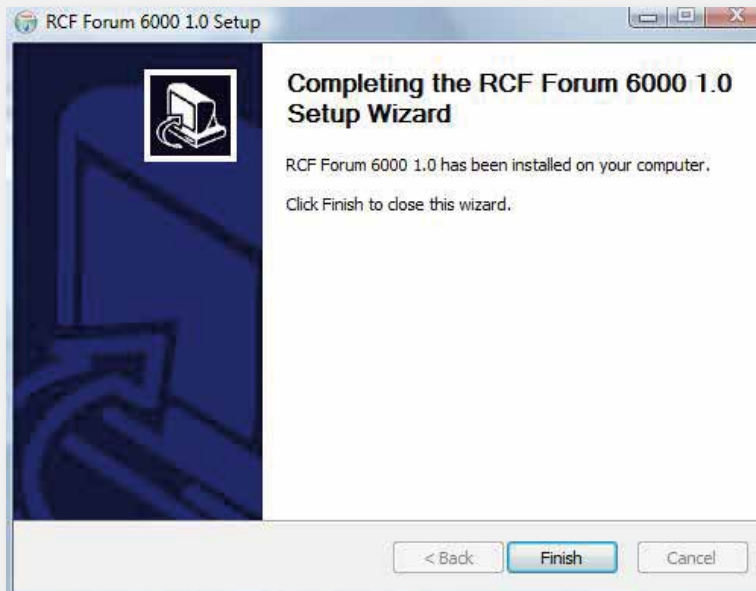 RCF Forum 6000 1.0 Setup
Completing the RCF Forum 6000 1.0
Setup Wizard
RCF Forum 6000 1.0 has been installed on your computer.
Click Finish to close this wizard.
< Back
Finish
Cancel